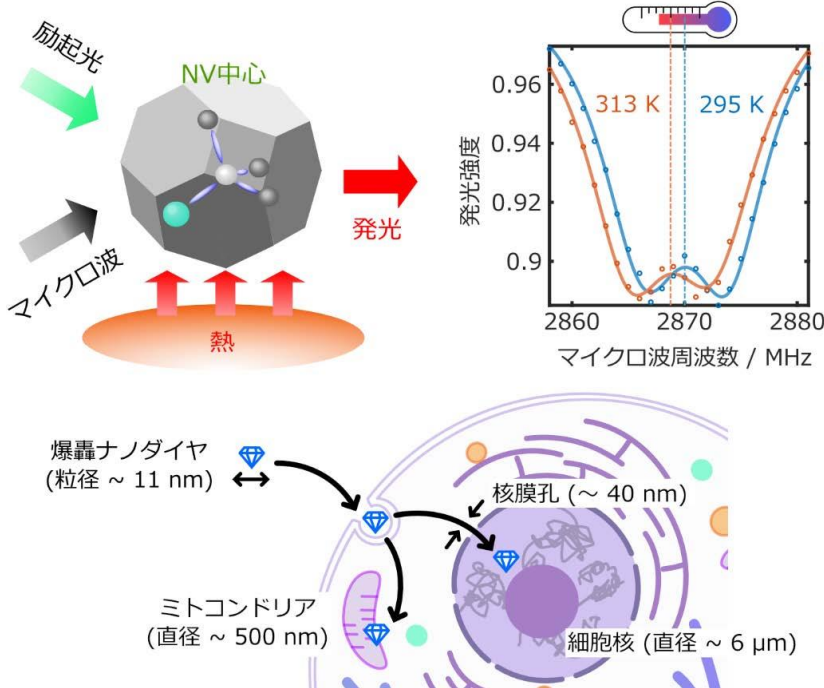 励起光
NV中心
マイクロ波
発光
熱
313 K
295 K
発光強度
0.96
0.94
0.92
0.9
2860
2870
2880
マイクロ波周波数 / MHz
爆轟ナノダイヤ
(粒径 ~ 11 nm)
核膜孔 (~ 40 nm)
ミトコンドリア
(直径 ~ 500 nm)
細胞核 (直径 ~ 6 μm)